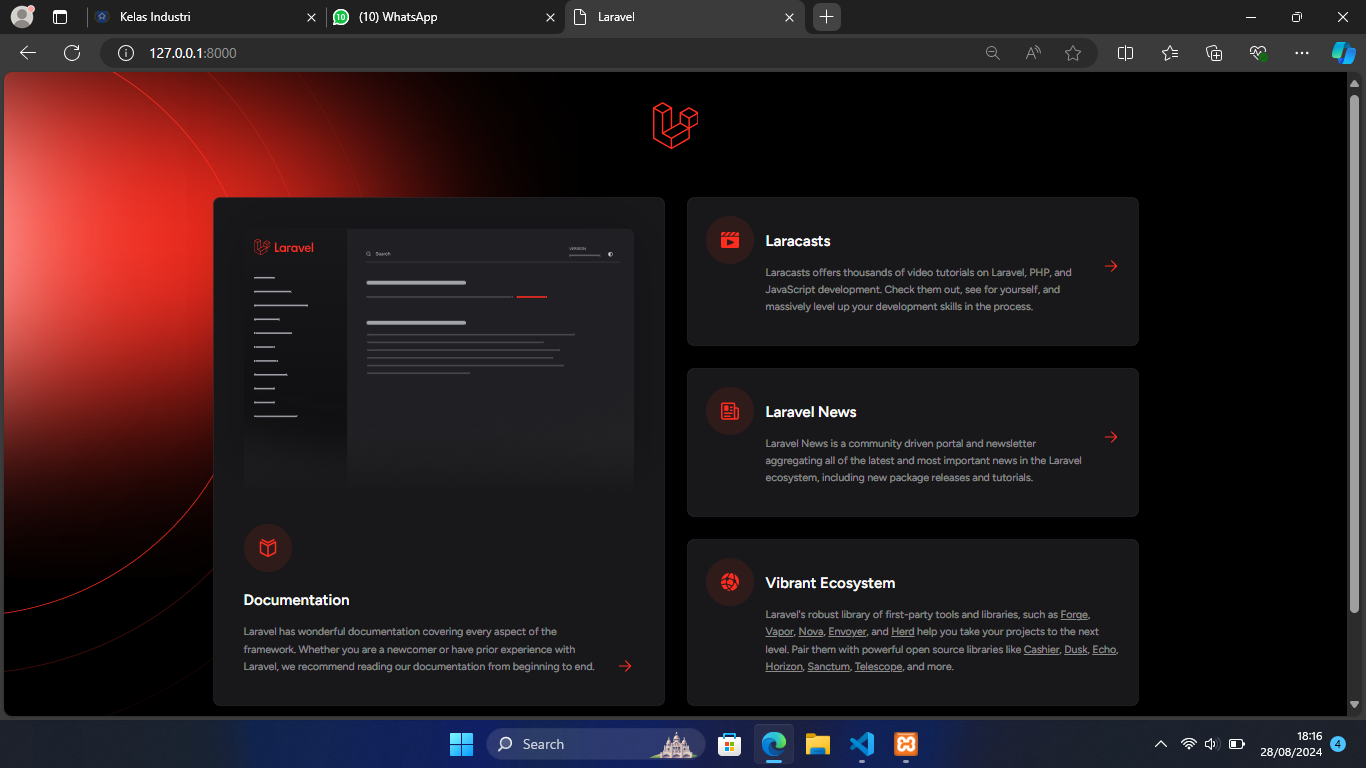 Kelas Industri
(10) WhatsApp
Laravel
127.0.0.1:8000
Laravel
Search
VERSION
Documentation
Laravel has wonderful documentation covering every aspect of the
framework. Whether you are a newcomer or have prior experience with
Laravel, we recommend reading our documentation from beginning to end.
Laracasts
Laracasts offers thousands of video tutorials on Laravel, PHP, and
JavaScript development. Check them out, see for yourself, and
massively level up your development skills in the process.
Laravel News
Laravel News is a community driven portal and newsletter
aggregating all of the latest and most important news in the Laravel
ecosystem, including new package releases and tutorials.
Vibrant Ecosystem
Laravel's robust library of first-party tools and libraries, such as Forge,
Vapor, Nova, Envoyer, and Herd help you take your projects to the next
level. Pair them with powerful open source libraries like Cashier, Dusk, Echo,
Horizon, Sanctum, Telescope, and more.
Search
18:16
28/08/2024
4